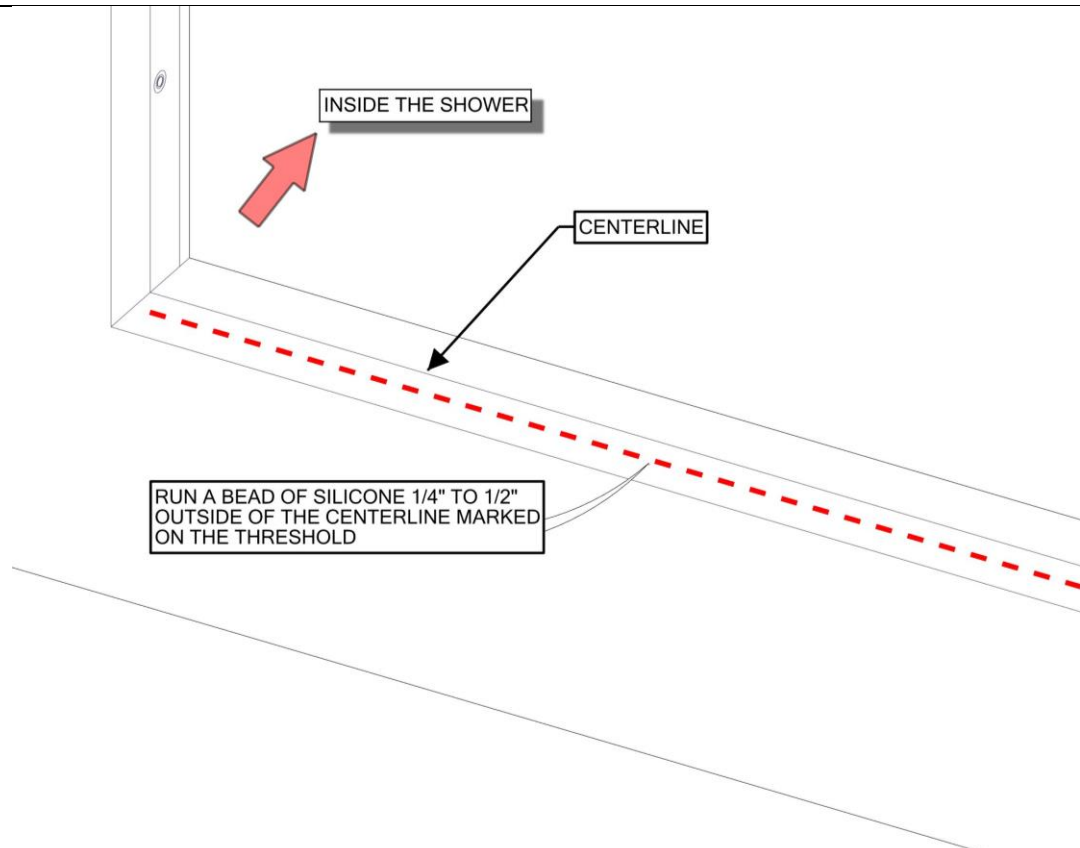 INSIDE THE SHOWER
CENTERLINE
RUN A BEAD OF SILICONE 1/4" TO 1/2"
OUTSIDE OF THE CENTERLINE MARKED
ON THE THRESHOLD